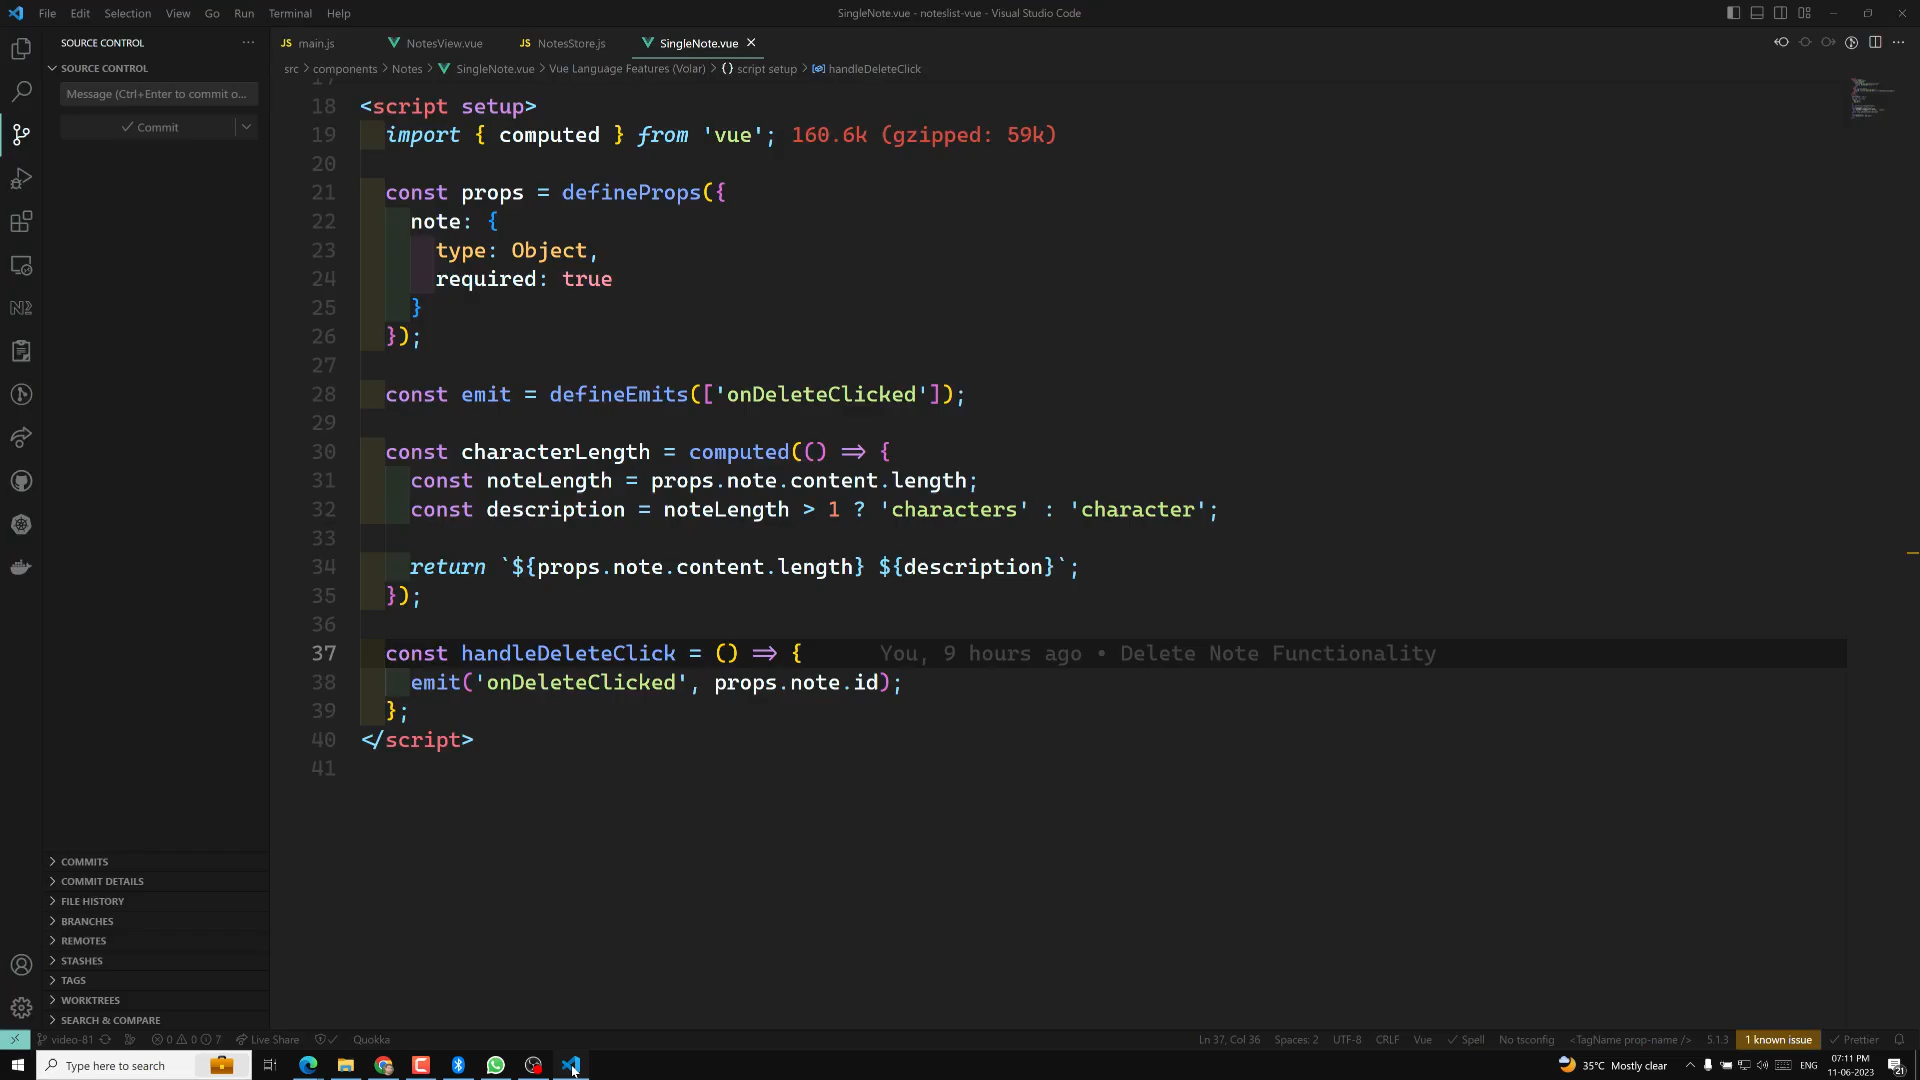 File Edit Selection View Go Run Terminal Help
SingleNote.vue - noteslist-vue - Visual Studio Code
SOURCE CONTROL
JS main.js NotesView.vue JS NotesStore.js SingleNote.vue
SOURCE CONTROL
src > components > Notes > SingleNote.vue > Vue Language Features (Volar) > {} script setup > handleDeleteClick
Message (Ctrl+Enter to commit o...
Commit
18 <script setup>
19 import { computed } from 'vue'; 160.6k (gzipped: 59k)
20
21 const props = defineProps({
22 note: {
23 type: Object,
24 required: true
25 }
26 });
27
28 const emit = defineEmits(['onDeleteClicked']);
29
30 const characterLength = computed(() => {
31 const noteLength = props.note.content.length;
32 const description = noteLength > 1 ? 'characters' : 'character';
33
34 return `${props.note.content.length} ${description}`;
35 });
36
37 const handleDeleteClick = () => { You, 9 hours ago • Delete Note Functionality
38 emit('onDeleteClicked', props.note.id);
39 };
40 </script>
41
COMMITS
COMMIT DETAILS
FILE HISTORY
BRANCHES
REMOTES
STASHES
TAGS
WORKTREES
SEARCH & COMPARE
video-81 0 0 7 Live Share Quokka
Ln 37, Col 36 Spaces: 2 UTF-8 CRLF Vue Spell No tsconfig <TagName prop-name /> 5.1.3 1 known issue Prettier
Type here to search
35°C Mostly clear
ENG
07:11 PM
11-06-2023
21